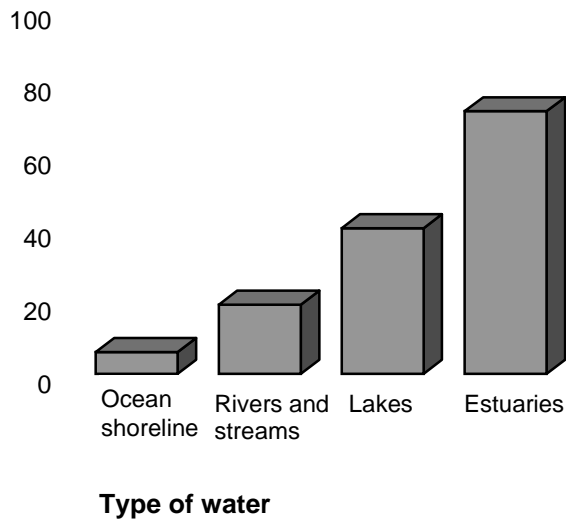 100
80
60
40
20
0
Ocean shoreline
Rivers and streams
Lakes
Estuaries
Type of water